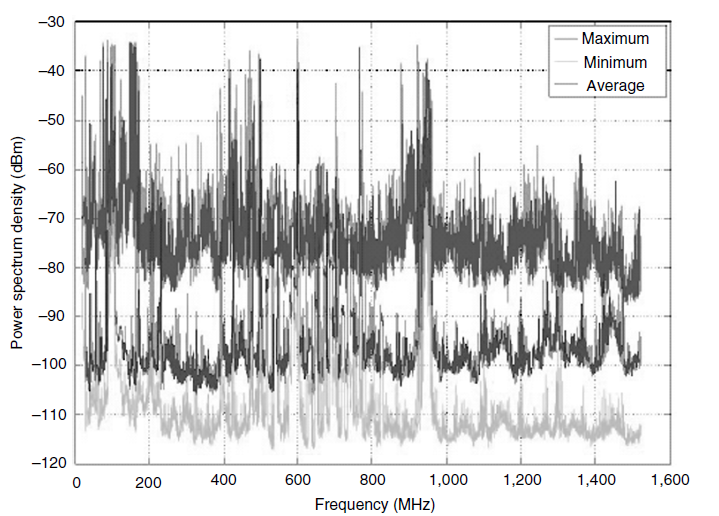 −30
Maximum
Minimum
Average
−40
−50
−60
−70
−80
−90
−100
−110
−120
Power spectrum density (dBm)
0 200 400 600 800 1,000 1,200 1,400 1,600
Frequency (MHz)